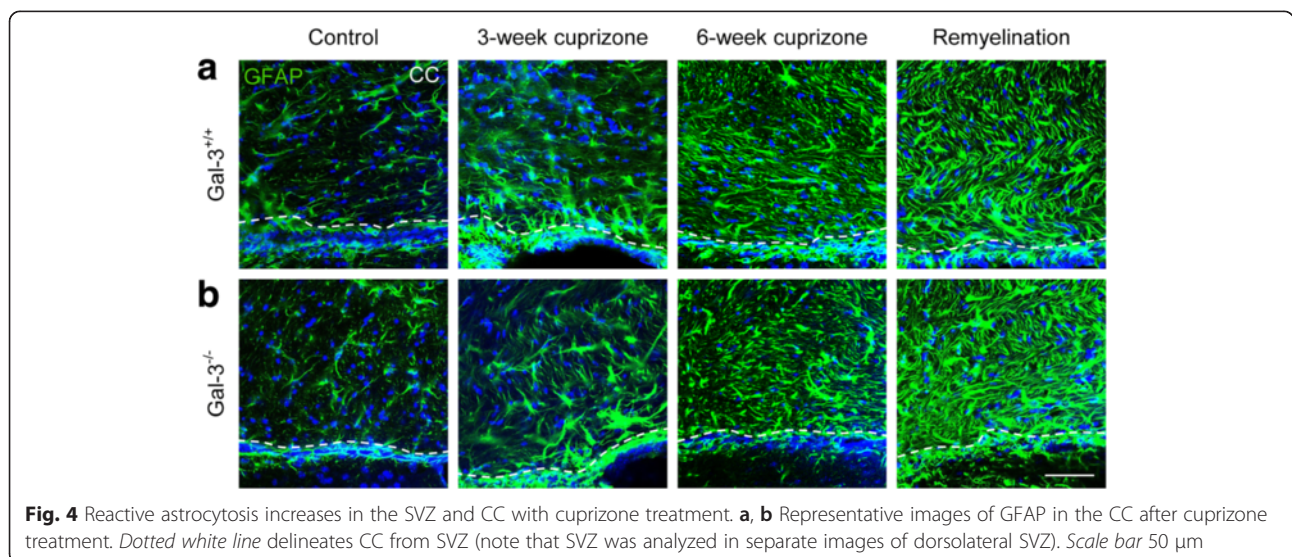 Control 3-week cuprizone 6-week cuprizone Remyelination
a
GFAP CC
Gal-3+/+
b
Gal-3-/-
Fig. 4 Reactive astrocytosis increases in the SVZ and CC with cuprizone treatment. a, b Representative images of GFAP in the CC after cuprizone
treatment. Dotted white line delineates CC from SVZ (note that SVZ was analyzed in separate images of dorsolateral SVZ). Scale bar 50 μm